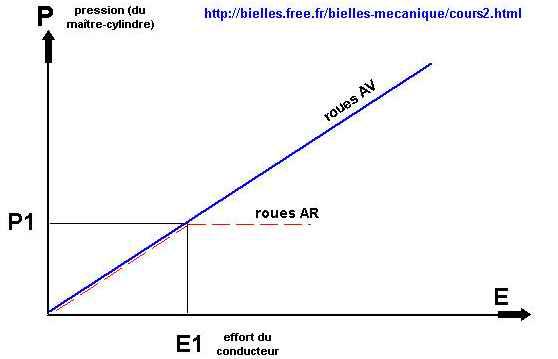 P
pression (du
maître-cylindre)
http://bielles.free.fr/bielles-mecanique/cours2.html
roues AV
P1
roues AR
E
E1
effort du
conducteur